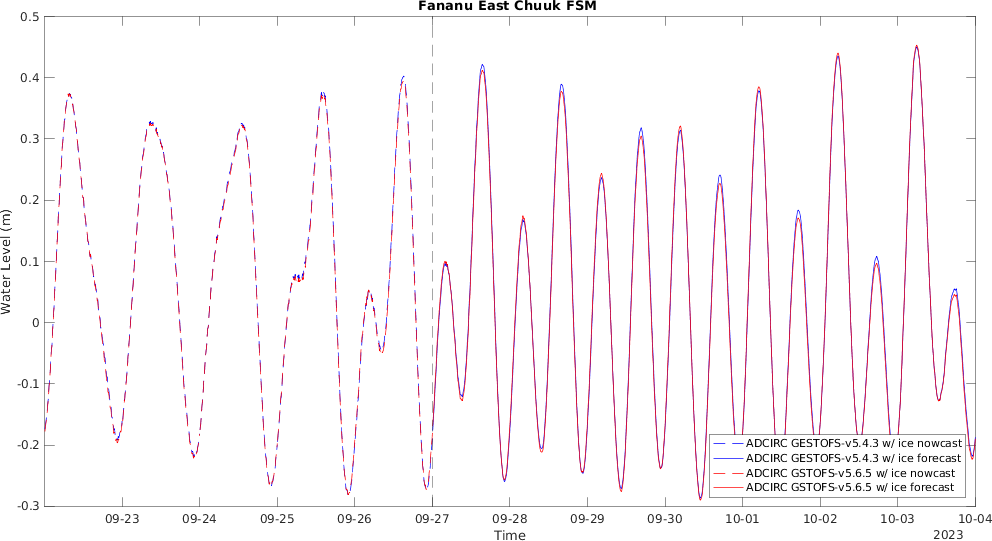 Fananu East Chuuk FSM
Water Level (m)
0.5
0.4
0.3
0.2
0.1
0
-0.1
-0.2
-0.3
ADCIRC GESTOFS-v5.4.3 w/ ice nowcast
ADCIRC GESTOFS-v5.4.3 w/ ice forecast
ADCIRC GSTOFS-v5.6.5 w/ ice nowcast
ADCIRC GSTOFS-v5.6.5 w/ ice forecast
09-23 09-24 09-25 09-26 09-27 09-28 09-29 09-30 10-01 10-02 10-03 10-04
Time
2023